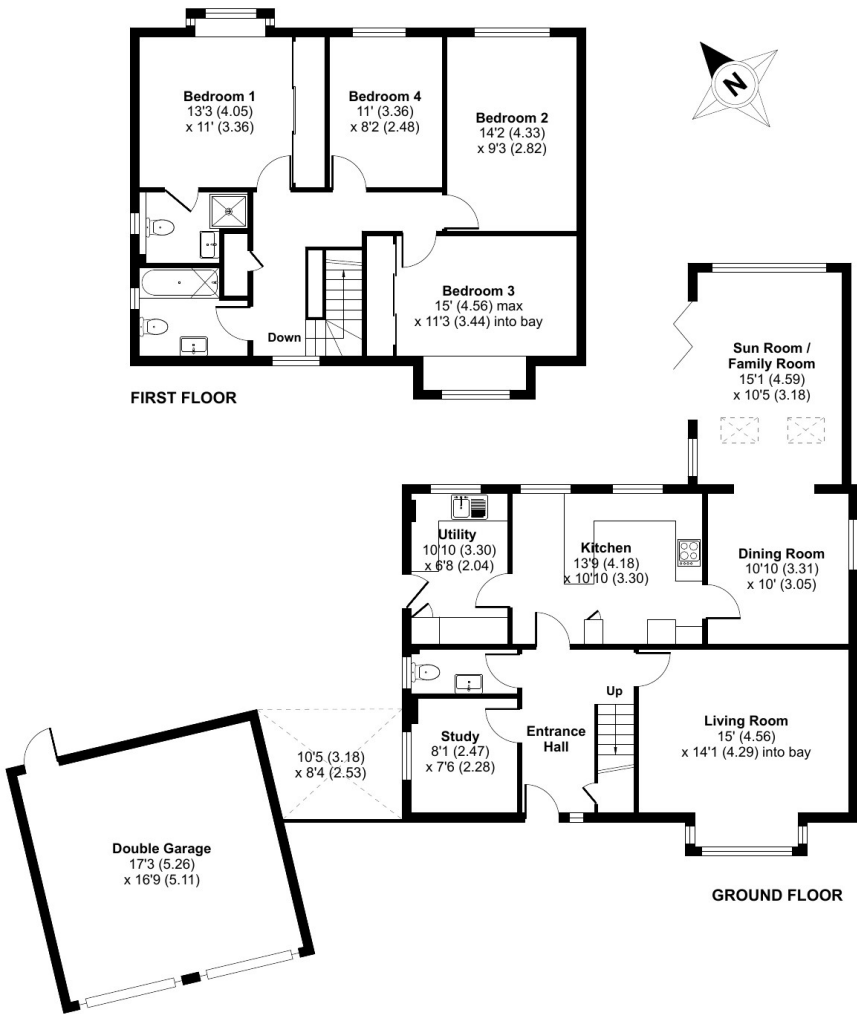 N
Bedroom 1
13'3 (4.05)
x 11' (3.36)
Bedroom 4
11' (3.36)
x 8'2 (2.48)
Bedroom 2
14'2 (4.33)
x 9'3 (2.82)
Bedroom 3
15' (4.56) max
x 11'3 (3.44) into bay
Down
FIRST FLOOR
Sun Room /
Family Room
15'1 (4.59)
x 10'5 (3.18)
Utility
10'10 (3.30)
x 6'8 (2.04)
Kitchen
13'9 (4.18)
x 10'10 (3.30)
Dining Room
10'10 (3.31)
x 10' (3.05)
Up
Entrance
Hall
Living Room
15' (4.56)
x 14'1 (4.29) into bay
Study
8'1 (2.47)
x 7'6 (2.28)
10'5 (3.18)
x 8'4 (2.53)
Double Garage
17'3 (5.26)
x 16'9 (5.11)
GROUND FLOOR